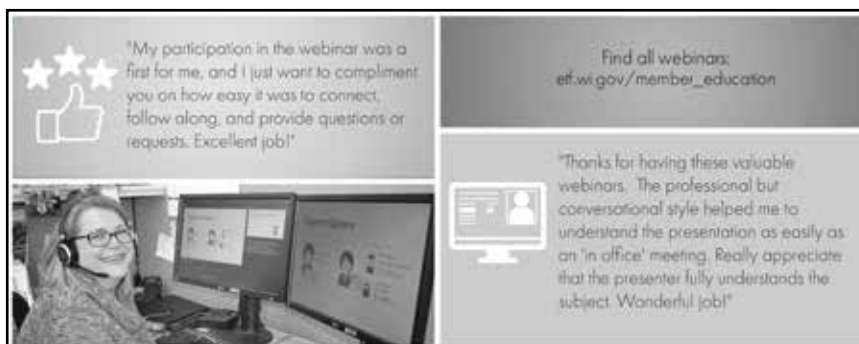 "My participation in the webinar was a
first for me, and I just want to compliment
you on how easy it was to connect,
follow along, and provide questions or
requests. Excellent job!"
Find all webinars:
etf.wi.gov/member_education
"Thanks for having these valuable
webinars. The professional but
conversational style helped me to
understand the presentation as easily as
an 'in office' meeting. Really appreciate
that the presenter fully understands the
subject. Wonderful job!"